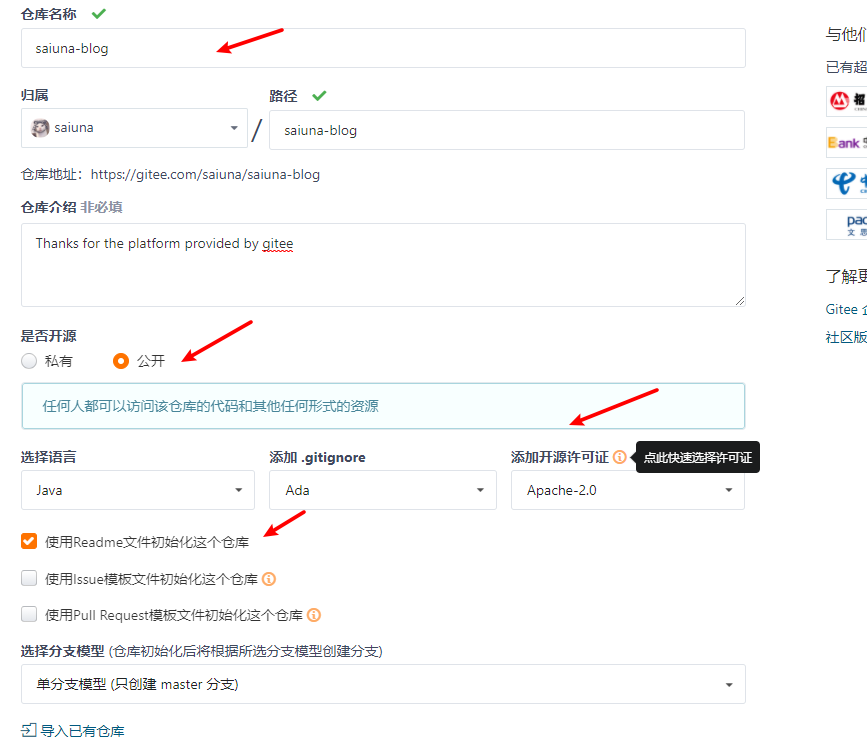 仓库名称
saiuna-blog
归属
路径
saiuna
/
saiuna-blog
仓库地址：https://gitee.com/saiuna/saiuna-blog
仓库介绍 非必填
Thanks for the platform provided by gitee
是否开源
私有
公开
任何人都可以访问该仓库的代码和其他任何形式的资源
选择语言
添加 .gitignore
添加开源许可证
点此快速选择许可证
Java
Ada
Apache-2.0
使用Readme文件初始化这个仓库
使用Issue模板文件初始化这个仓库
使用Pull Request模板文件初始化这个仓库
选择分支模型 (仓库初始化后将根据所选分支模型创建分支)
单分支模型 (只创建 master 分支)
导入已有仓库
与他们
已有超
招
Bank
中
pac
文思
了解更
Gitee 企
社区版